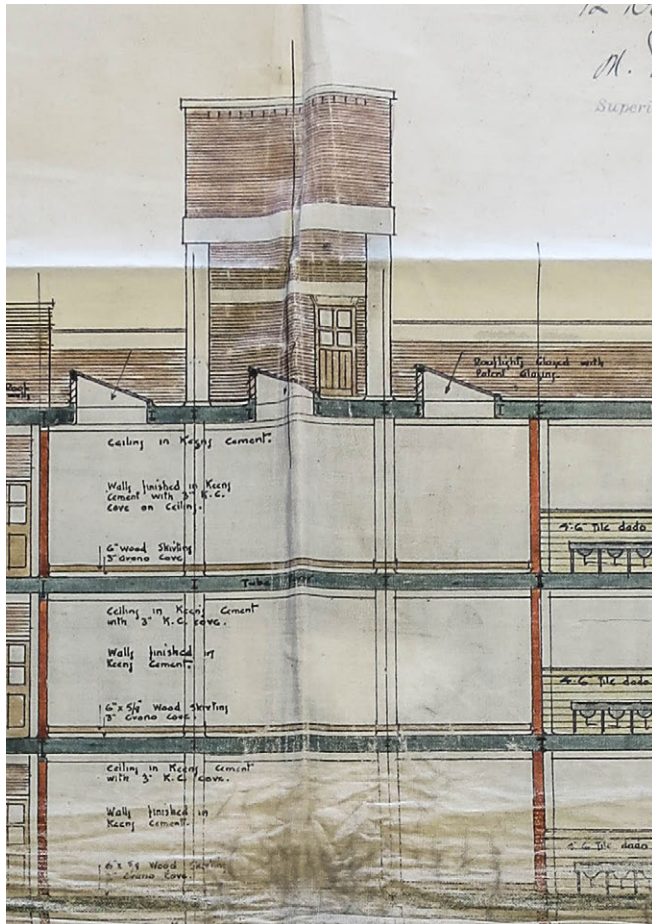 Superi
Rooflights Glazed with
Patent Glazing
Roof
Ceiling in Keens Cement.
Walls finished in Keens
Cement with 3" K.C.
Cove on Ceiling.
6" Wood Skirting
3" Grano Cove
4'-6" Tile dado
Tube Floor
Ceiling in Keens Cement
with 3" K.C. cove.
Walls finished in
Keens Cement.
6" x 5/8" Wood Skirting
3" Grano Cove.
4'-6" Tile dado
Ceiling in Keens Cement
with 3" K.C. cove.
Walls finished in
Keens Cement.
6" x 5/8 Wood Skirting
3" Grano Cove.
4'-6" Tile dado